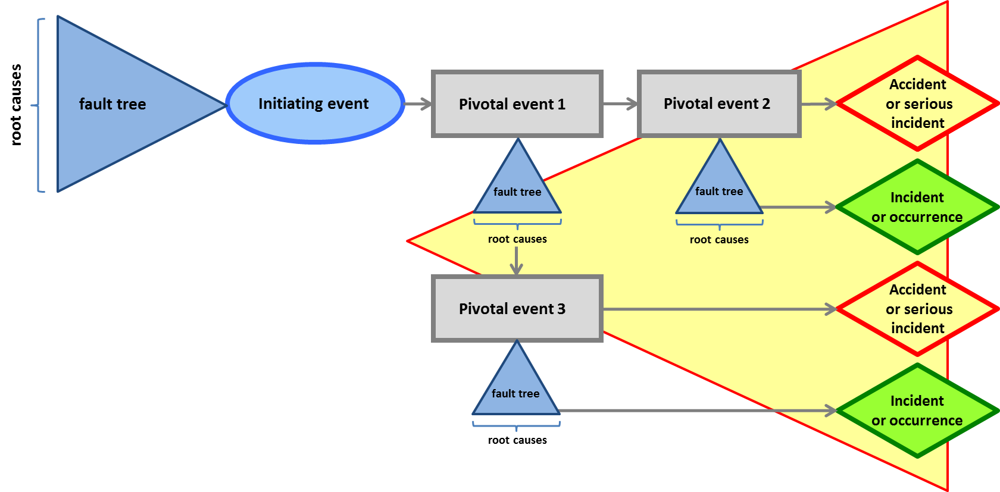 root causes
fault tree
Initiating event
Pivotal event 1
Pivotal event 2
Accident
or serious
incident
fault tree
root causes
fault tree
root causes
Incident
or occurrence
Pivotal event 3
Accident
or serious
incident
fault tree
root causes
Incident
or occurrence